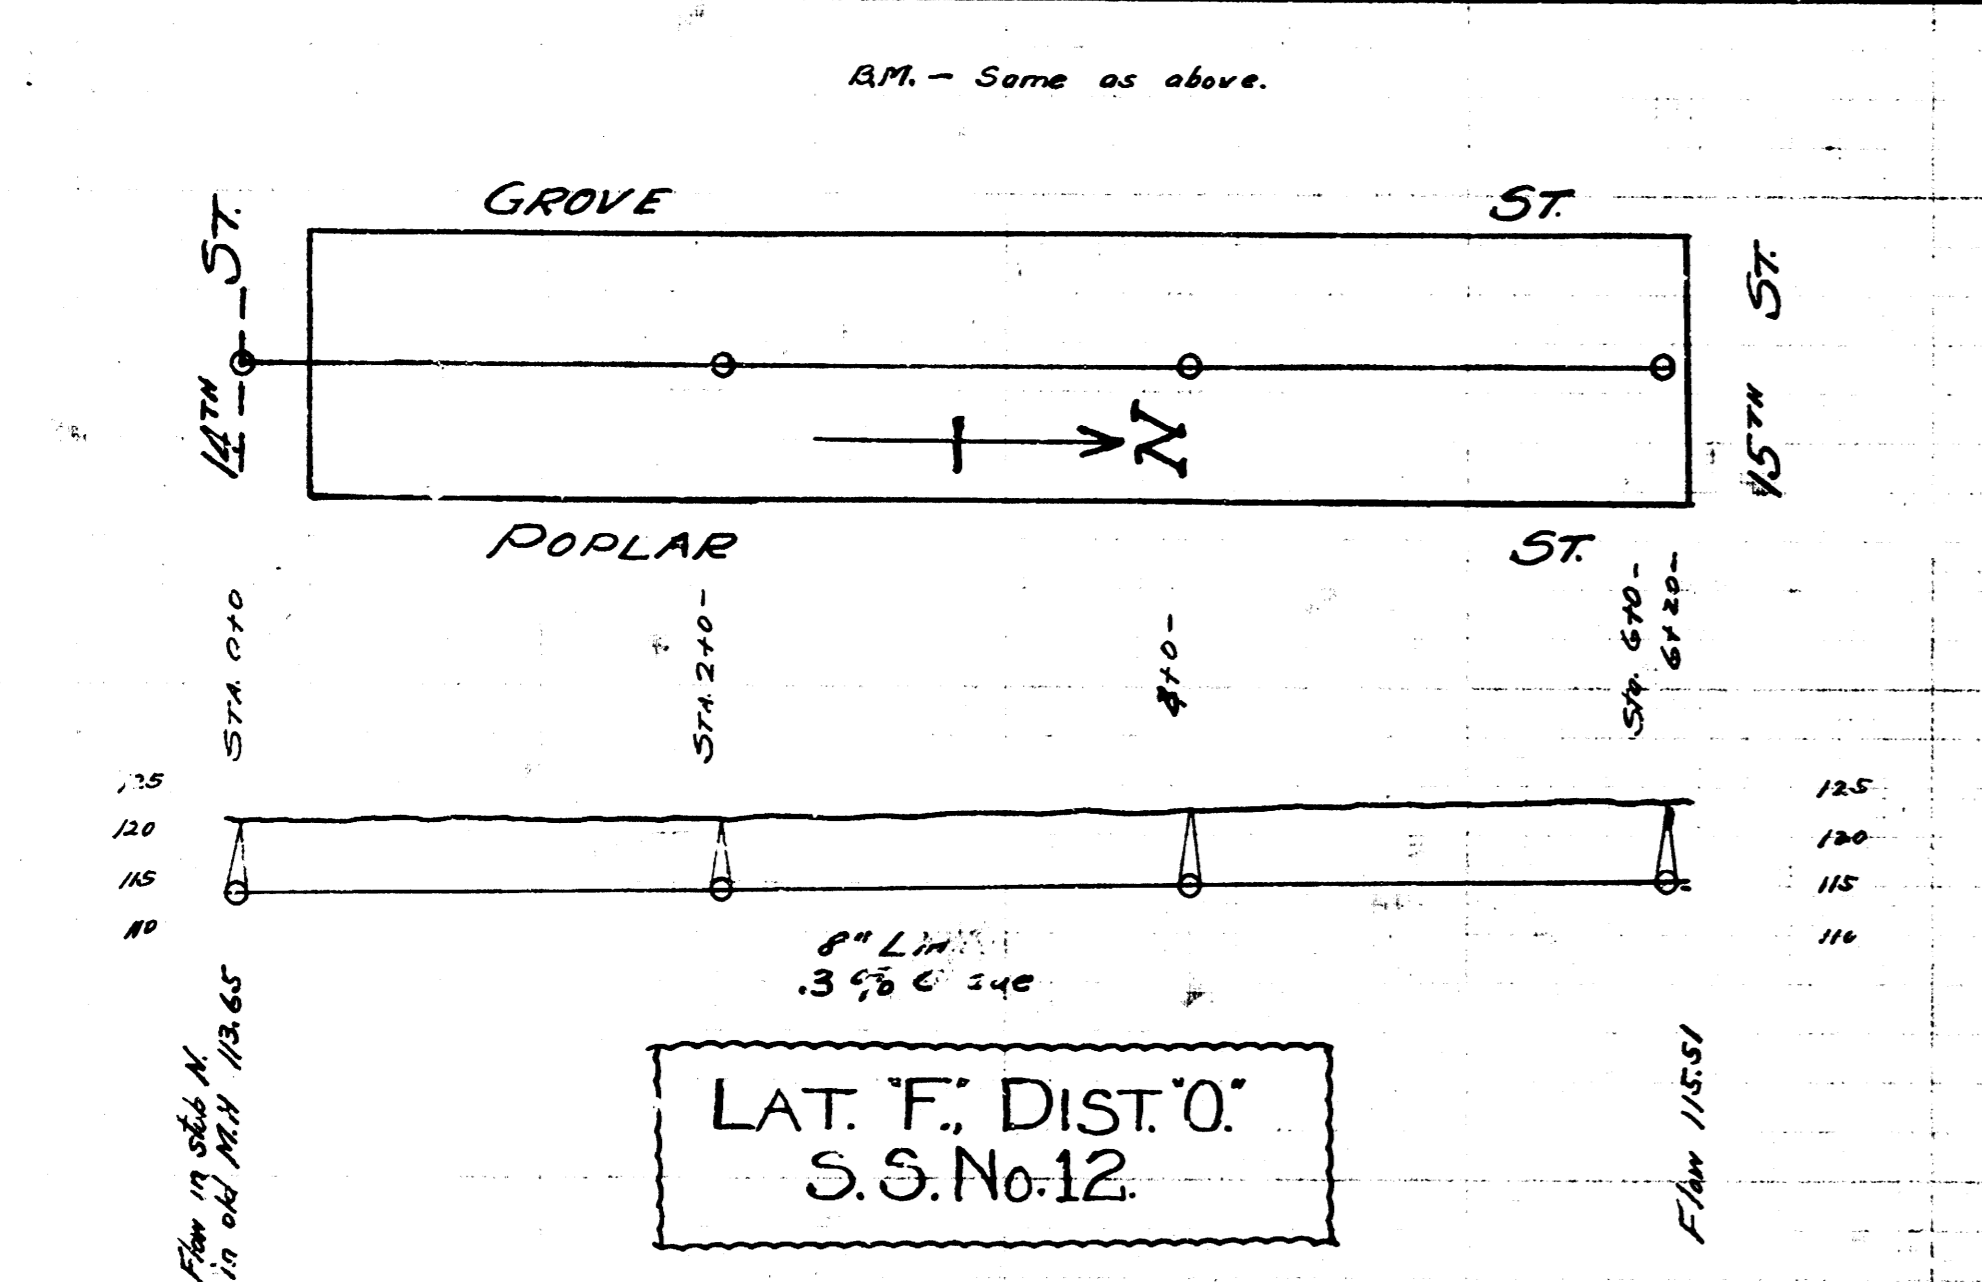 B.M. — Same as above.
GROVE ST.
14TH ST.
15TH ST.
N
POPLAR ST.
STA. 0+0
STA. 2+0 -
4+0 -
Sta. 6+0 -
6+20 -
125
120
115
110
125
120
115
110
8"
.3 %
Flow in stub N.
in old M.H 113.65
Flow 115.51
LAT. "F.", DIST. "O."
S. S. No. 12.